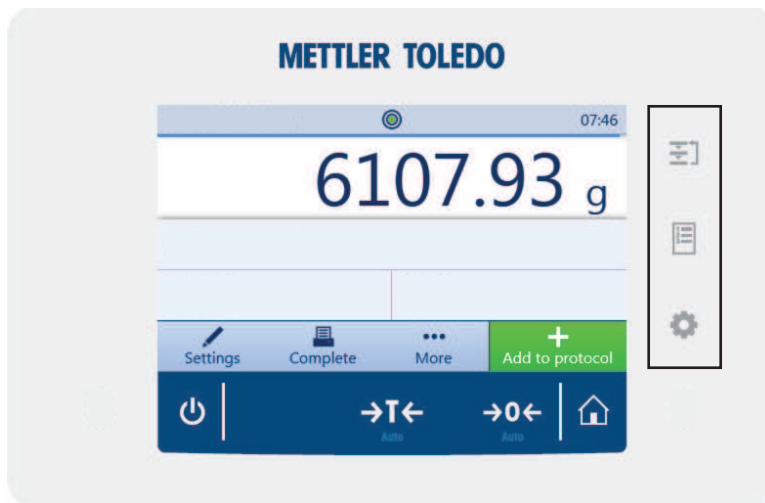 METTLER TOLEDO
07:46
6107.93 g
Settings
Complete
More
Add to protocol
→T←
→0←
Auto
Auto